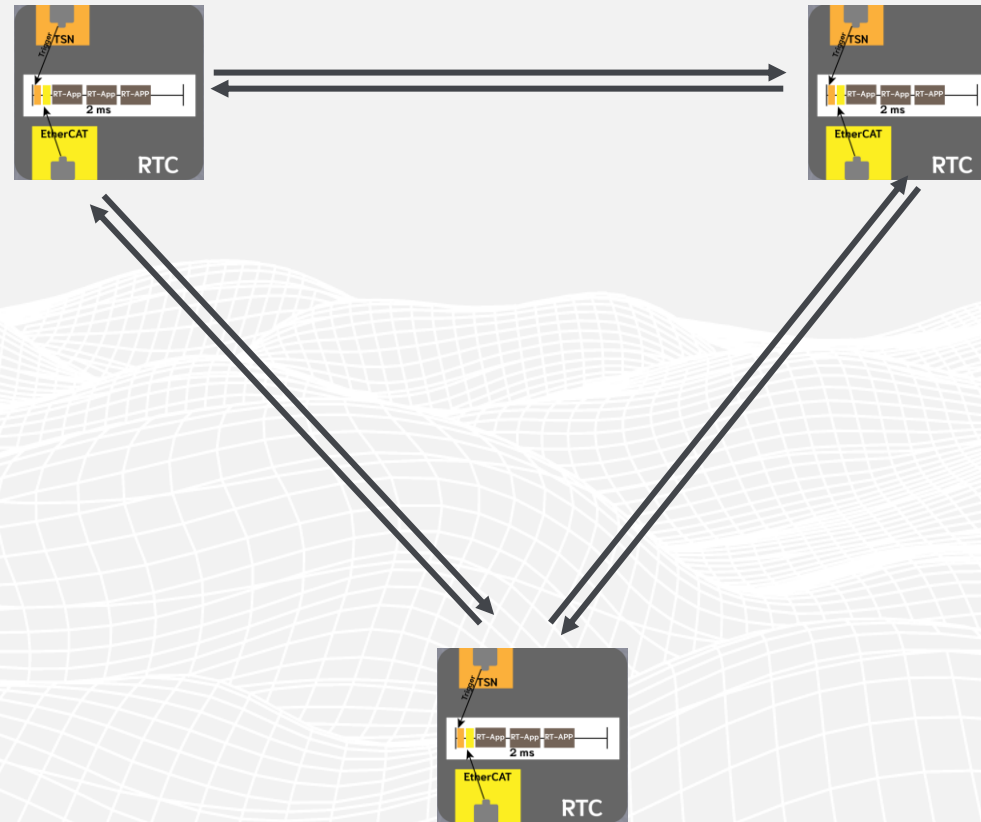 TSN
Trigger
RT-App RT-App RT-APP
2 ms
EtherCAT
RTC
TSN
Trigger
RT-App RT-App RT-APP
2 ms
EtherCAT
RTC
TSN
Trigger
RT-App RT-App RT-APP
2 ms
EtherCAT
RTC